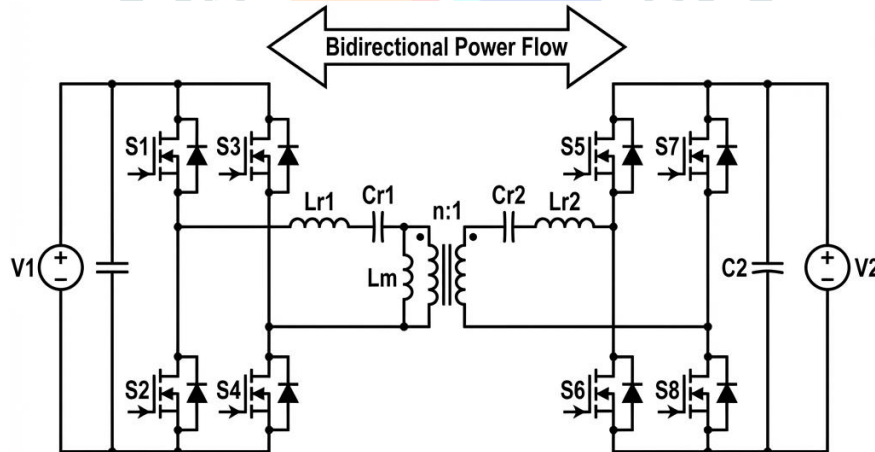 Bidirectional Power Flow
S1 S3 S5 S7
Lr1 Cr1 n:1 Cr2 Lr2
V1 Lm C2 V2
+ + 
− −
S2 S4 S6 S8